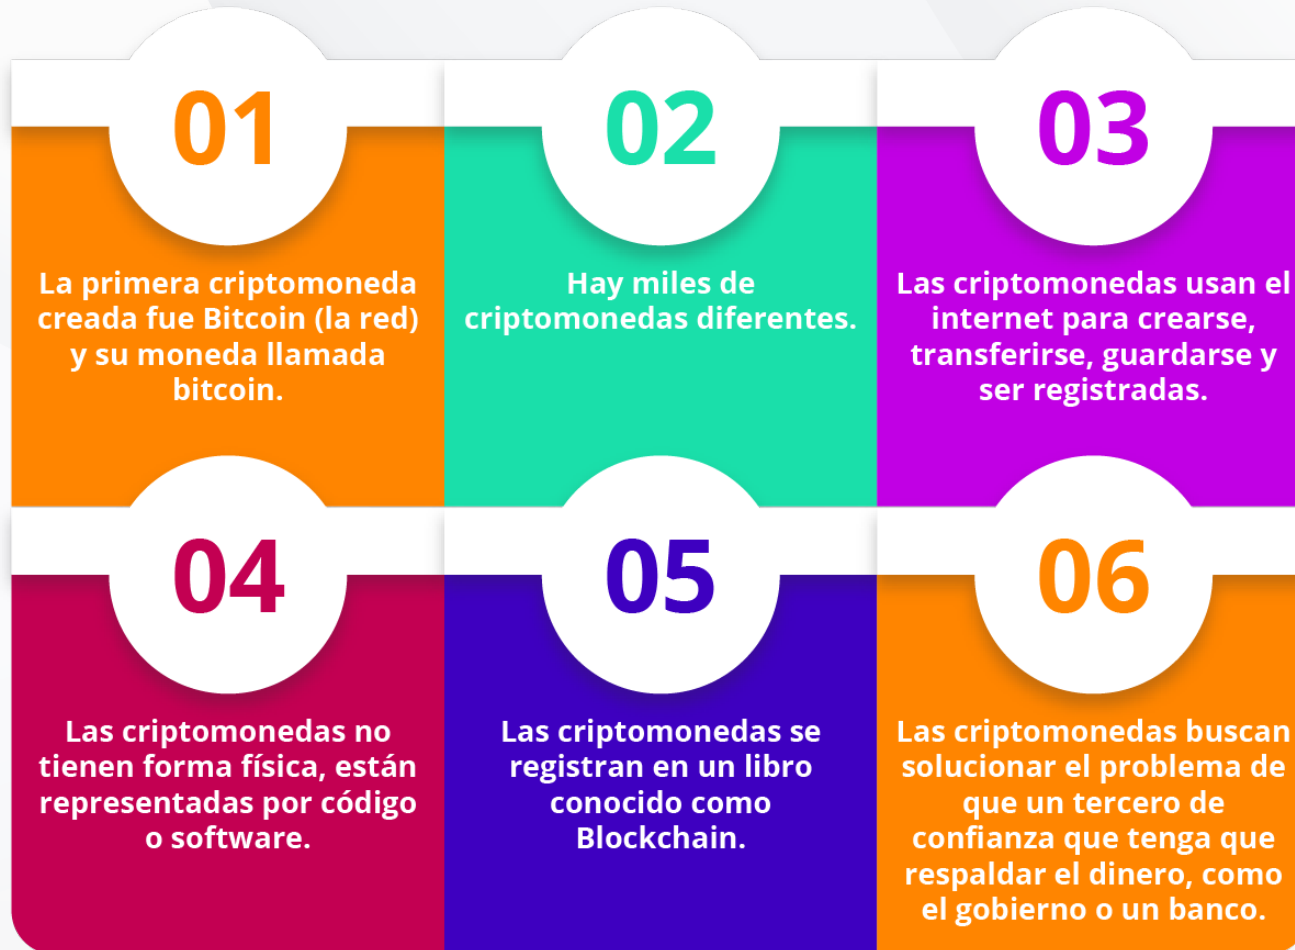 01
La primera criptomoneda
creada fue Bitcoin (la red)
y su moneda llamada
bitcoin.
02
Hay miles de
criptomonedas diferentes.
03
Las criptomonedas usan el
internet para crearse,
transferirse, guardarse y
ser registradas.
04
Las criptomonedas no
tienen forma física, están
representadas por código
o software.
05
Las criptomonedas se
registran en un libro
conocido como
Blockchain.
06
Las criptomonedas buscan
solucionar el problema de
que un tercero de
confianza que tenga que
respaldar el dinero, como
el gobierno o un banco.